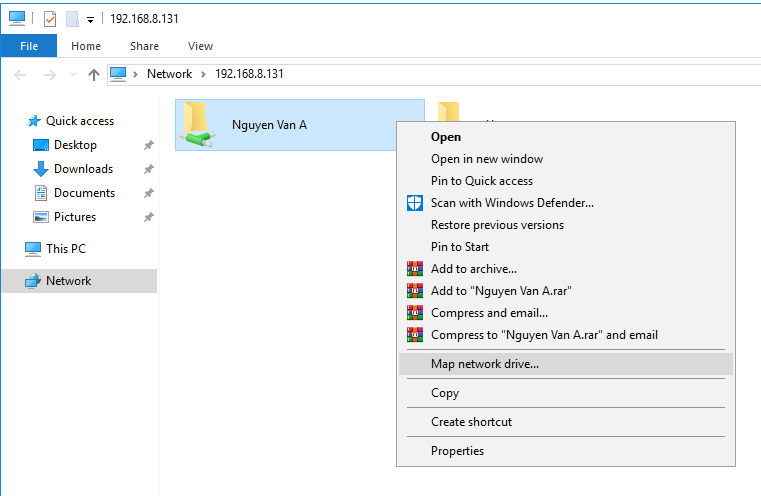 192.168.8.131
File Home Share View
Network 192.168.8.131
Quick access
Desktop
Downloads
Documents
Pictures
This PC
Network
Nguyen Van A
Open
Open in new window
Pin to Quick access
Scan with Windows Defender...
Restore previous versions
Pin to Start
Add to archive...
Add to "Nguyen Van A.rar"
Compress and email...
Compress to "Nguyen Van A.rar" and email
Map network drive...
Copy
Create shortcut
Properties